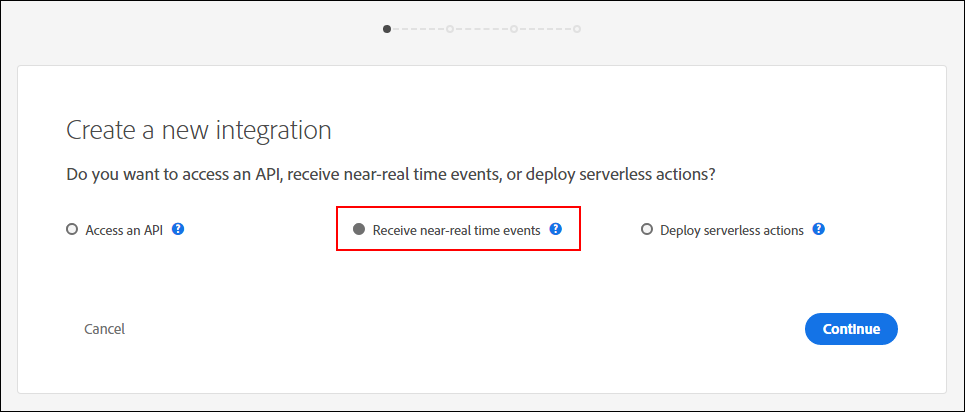 Create a new integration
Do you want to access an API, receive near-real time events, or deploy serverless actions?
Access an API ?
Receive near-real time events ?
Deploy serverless actions ?
Cancel
Continue